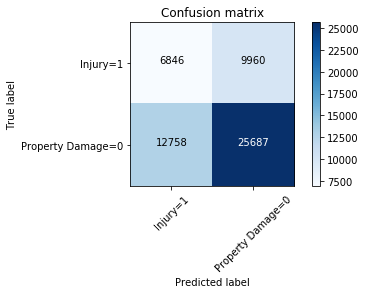 Confusion matrix
True label
Injury=1
Property Damage=0
6846 9960
12758 25687
Injury=1
Property Damage=0
Predicted label
25000
22500
20000
17500
15000
12500
10000
7500